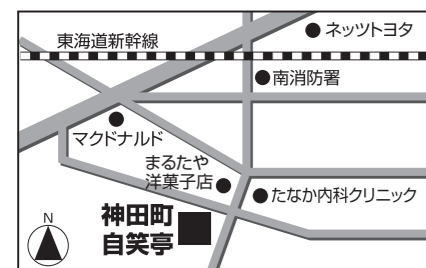 ネッツトヨタ
東海道新幹線
南消防署
マクドナルド
まるたや
洋菓子店
たなか内科クリニック
神田町
自笑亭
N